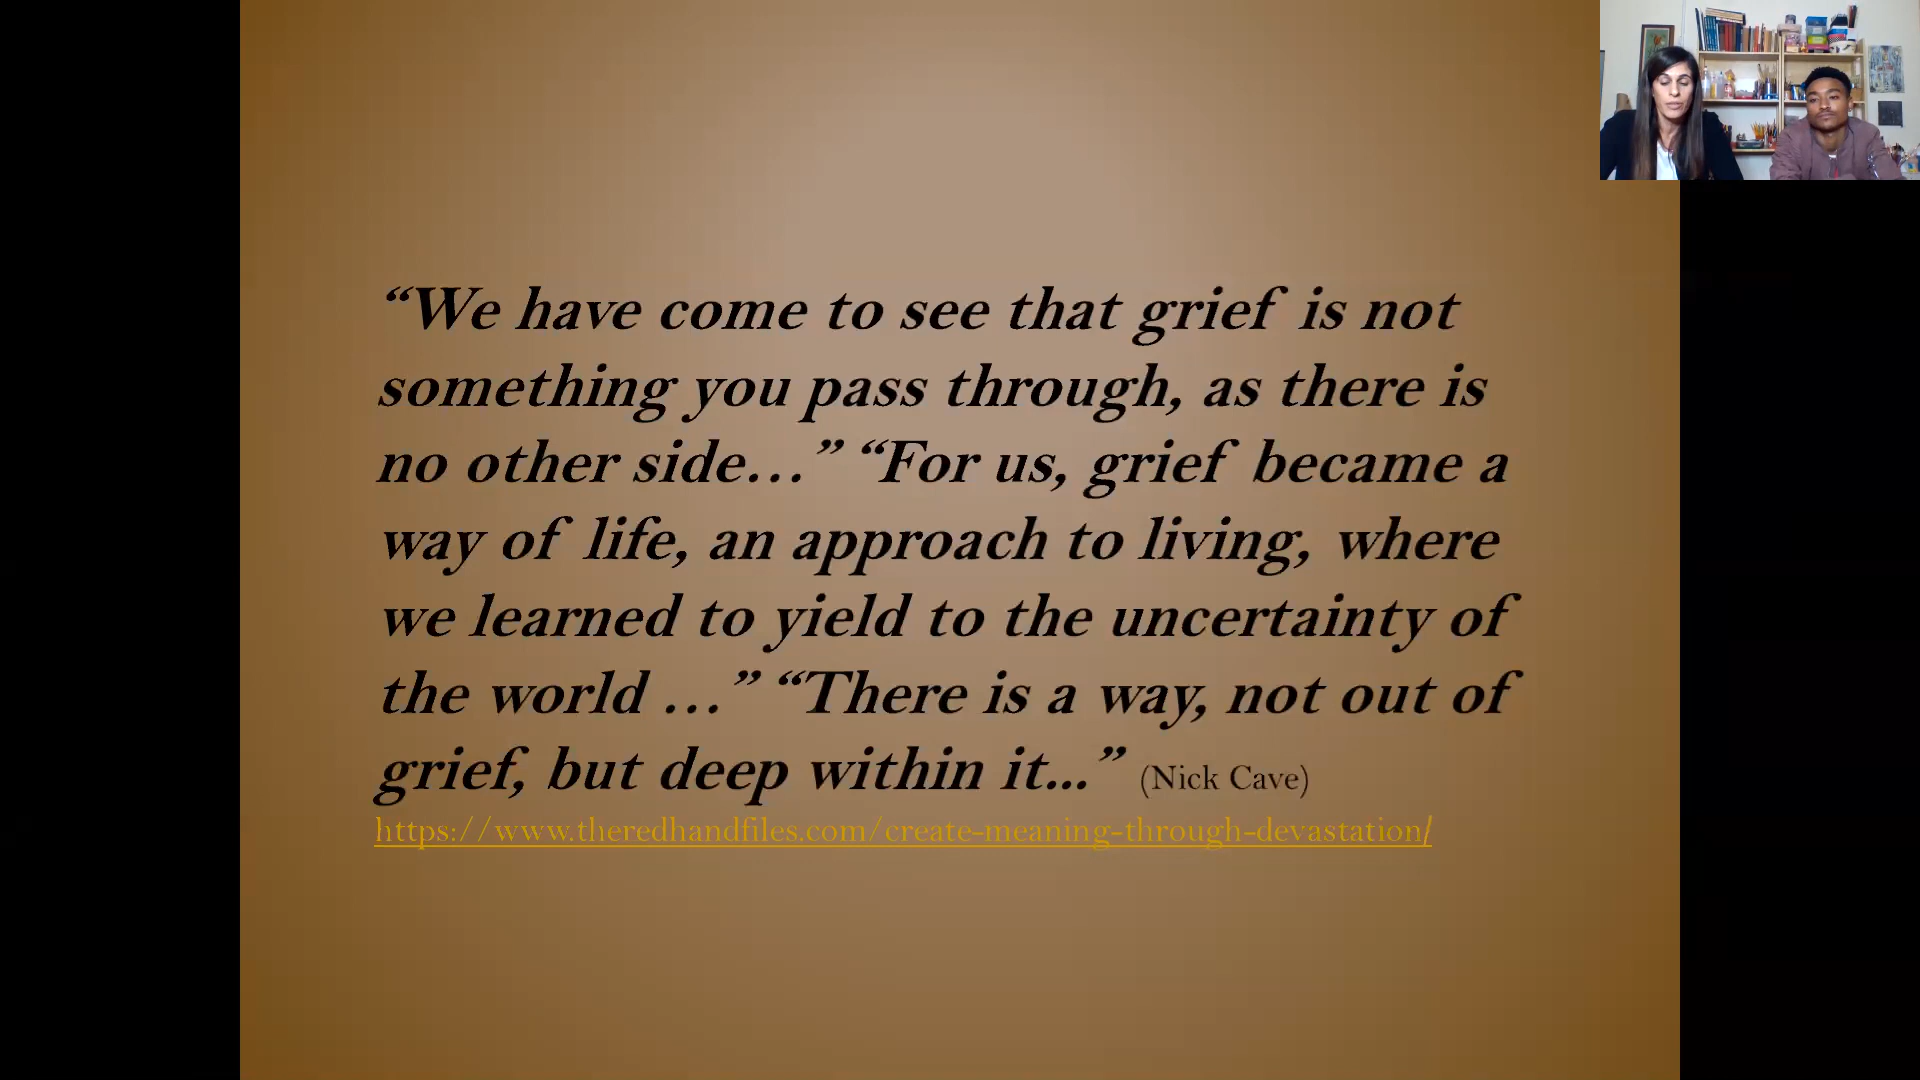 “We have come to see that grief is not
something you pass through, as there is
no other side…” “For us, grief became a
way of life, an approach to living, where
we learned to yield to the uncertainty of
the world …” “There is a way, not out of
grief, but deep within it...” (Nick Cave)
https://www.theredhandfiles.com/create-meaning-through-devastation/